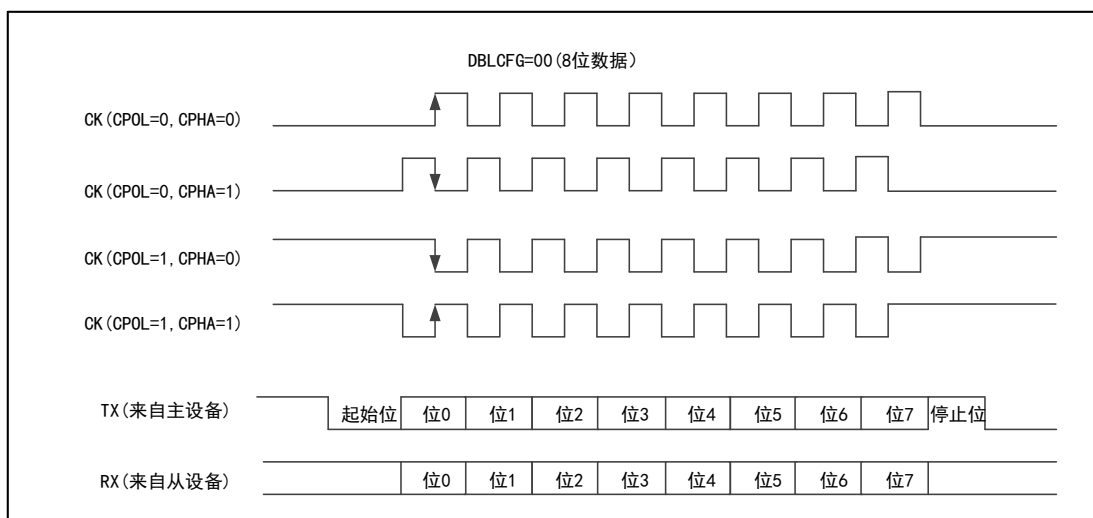 DBLCFG=00(8位数据)
CK(CPOL=0,CPHA=0)
CK(CPOL=0,CPHA=1)
CK(CPOL=1,CPHA=0)
CK(CPOL=1,CPHA=1)
TX(来自主设备) 起始位 位0 位1 位2 位3 位4 位5 位6 位7 停止位
RX(来自从设备) 位0 位1 位2 位3 位4 位5 位6 位7